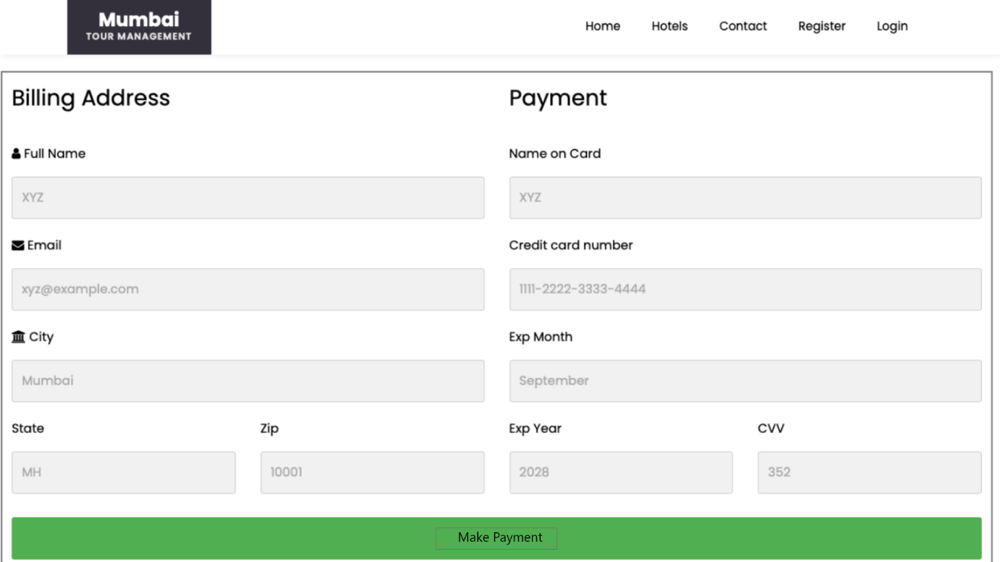 Mumbai
TOUR MANAGEMENT
Home Hotels Contact Register Login
Billing Address
Full Name
XYZ
Email
xyz@example.com
City
Mumbai
State Zip
MH 10001
Payment
Name on Card
XYZ
Credit card number
1111-2222-3333-4444
Exp Month
September
Exp Year CVV
2028 352
Make Payment